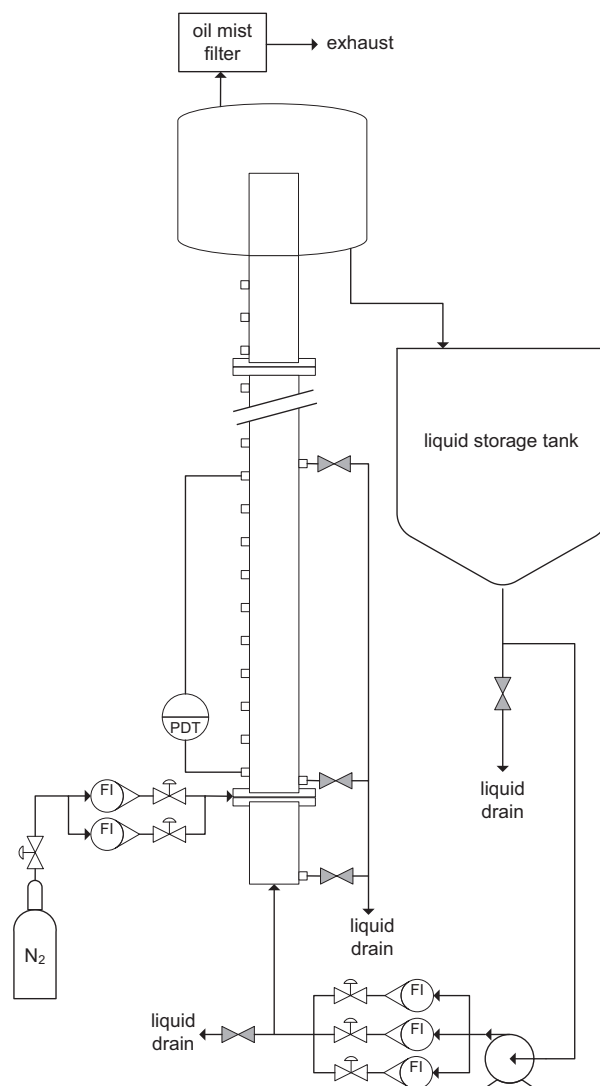 oil mist
filter
exhaust
liquid storage tank
PDT
FI
FI
liquid
drain
N₂
liquid
drain
liquid
drain
FI
FI
FI